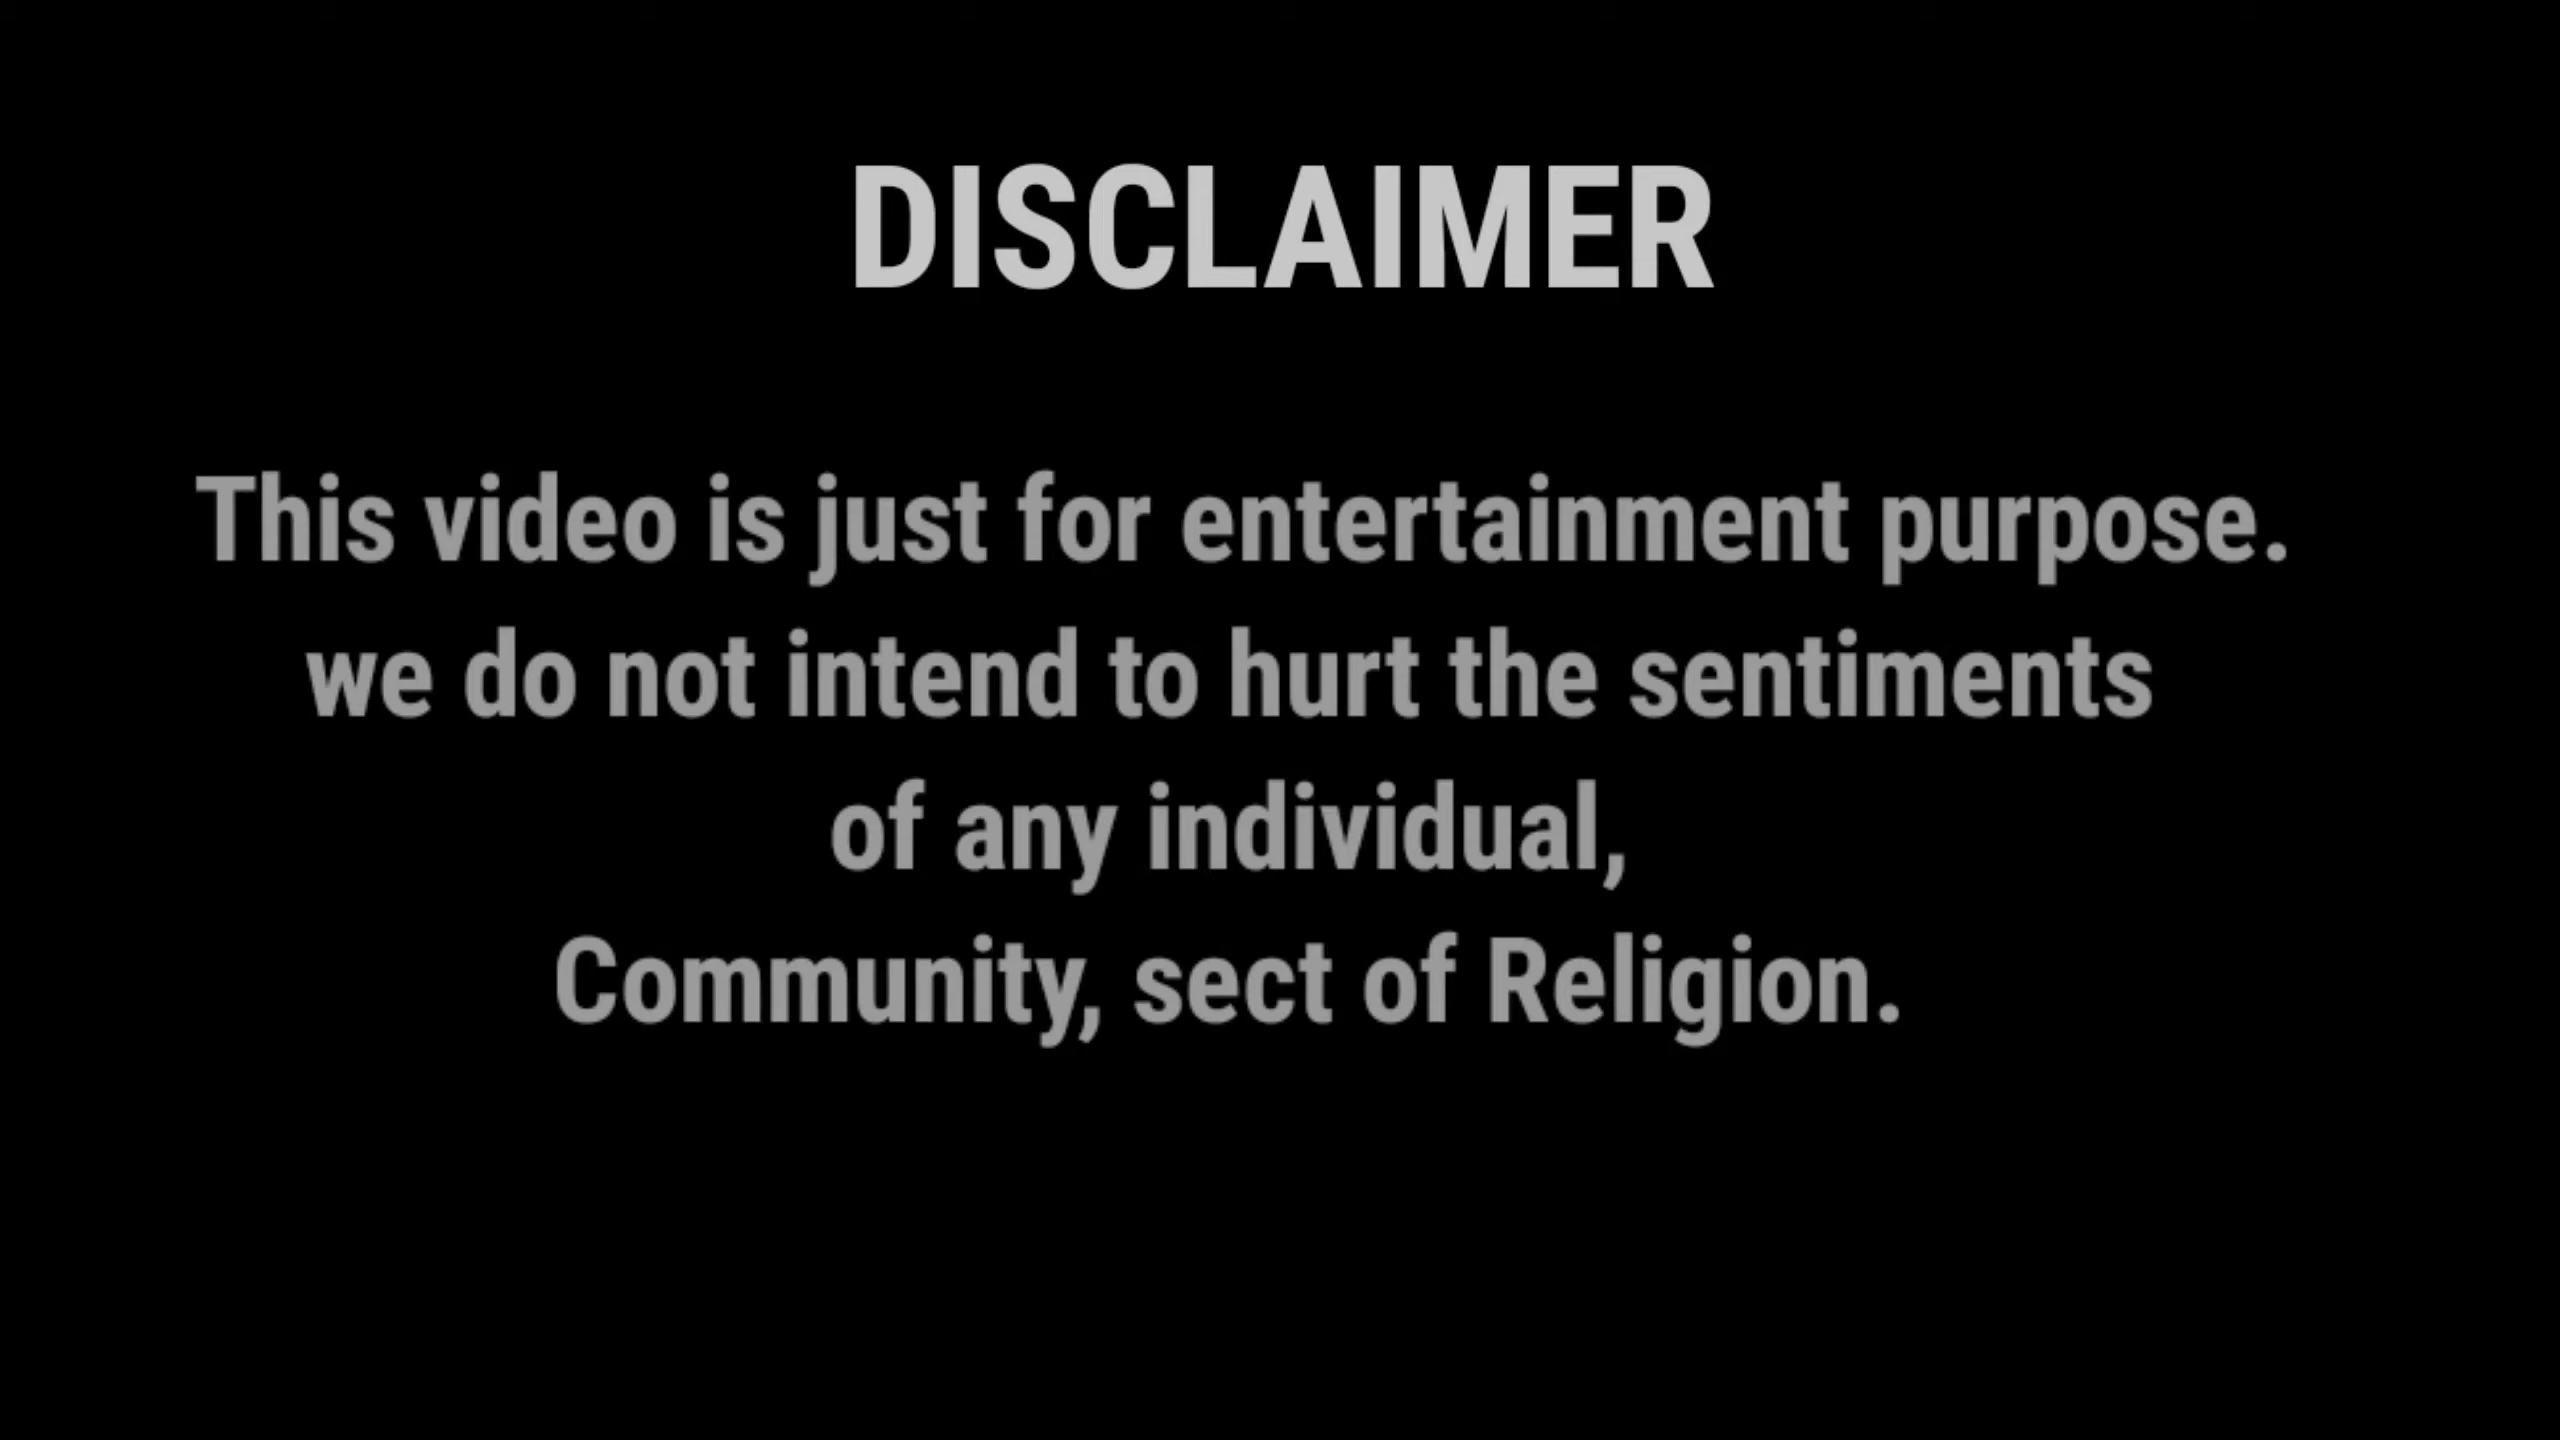 DISCLAIMER
This video is just for entertainment purpose.
we do not intend to hurt the sentiments
of any individual,
Community, sect of Religion.